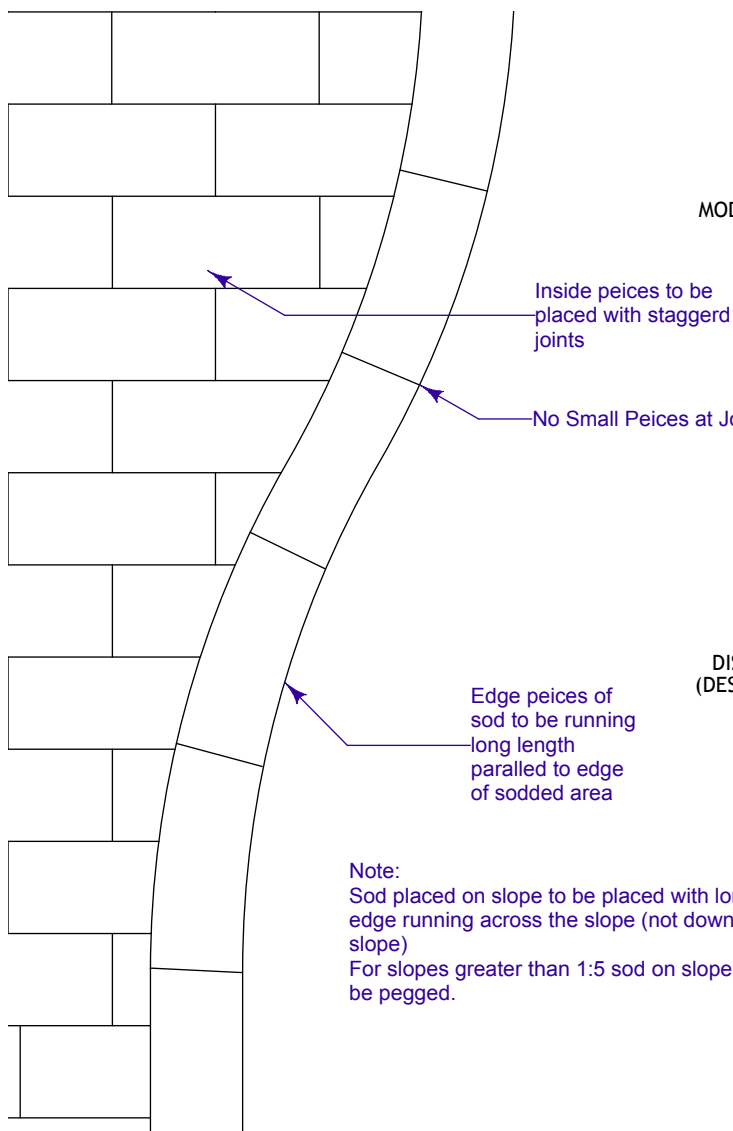 MOD
Inside peices to be
placed with staggerd
joints
No Small Peices at Jo
DIS
(DES
Edge peices of
sod to be running
long length
paralled to edge
of sodded area
Note:
Sod placed on slope to be placed with lon
edge running across the slope (not down
slope)
For slopes greater than 1:5 sod on slope
be pegged.